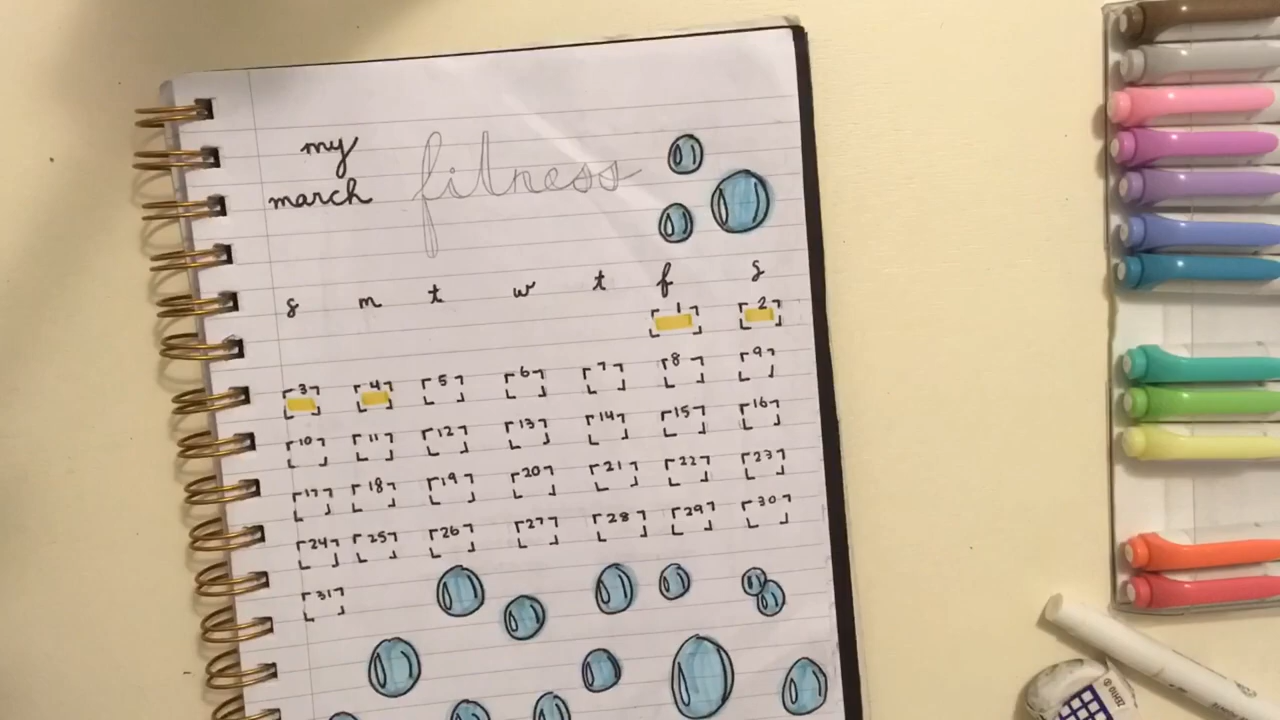 my
march fitness
s m t w t f s
1 2
3 4 5 6 7 8 9
10 11 12 13 14 15 16
17 18 19 20 21 22 23
24 25 26 27 28 29 30
31